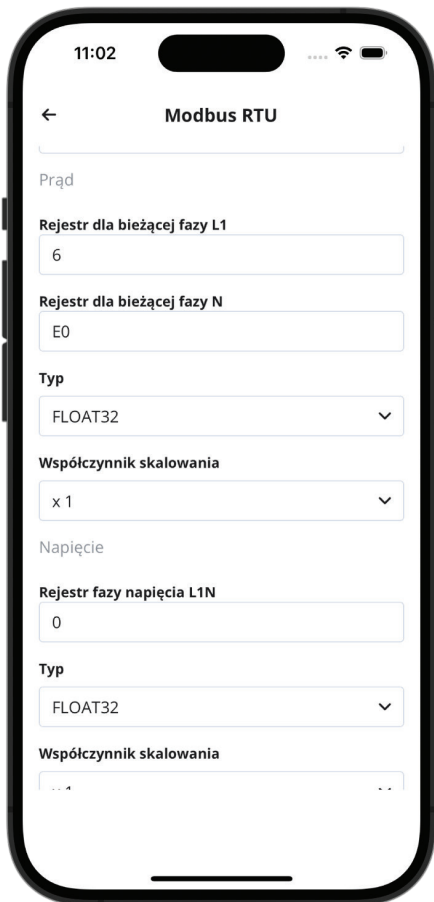 11:02
Modbus RTU
Prąd
Rejestr dla bieżącej fazy L1
6
Rejestr dla bieżącej fazy N
E0
Typ
FLOAT32
Współczynnik skalowania
x 1
Napięcie
Rejestr fazy napięcia L1N
0
Typ
FLOAT32
Współczynnik skalowania